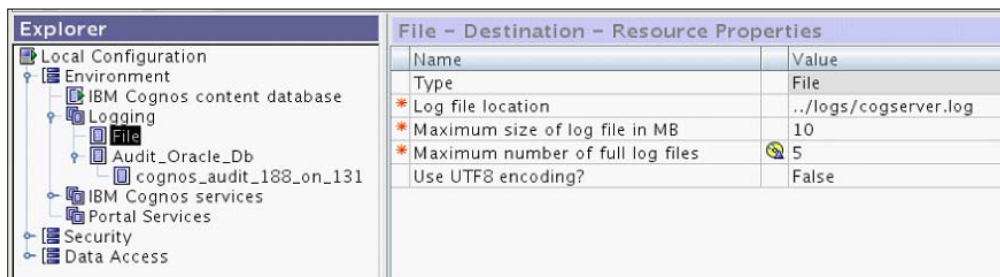 Explorer
Local Configuration
Environment
IBM Cognos content database
Logging
File
Audit_Oracle_Db
cognos_audit_188_on_131
IBM Cognos services
Portal Services
Security
Data Access
File - Destination - Resource Properties
Name Value
Type File
* Log file location ../logs/cogserver.log
* Maximum size of log file in MB 10
* Maximum number of full log files 5
Use UTF8 encoding? False